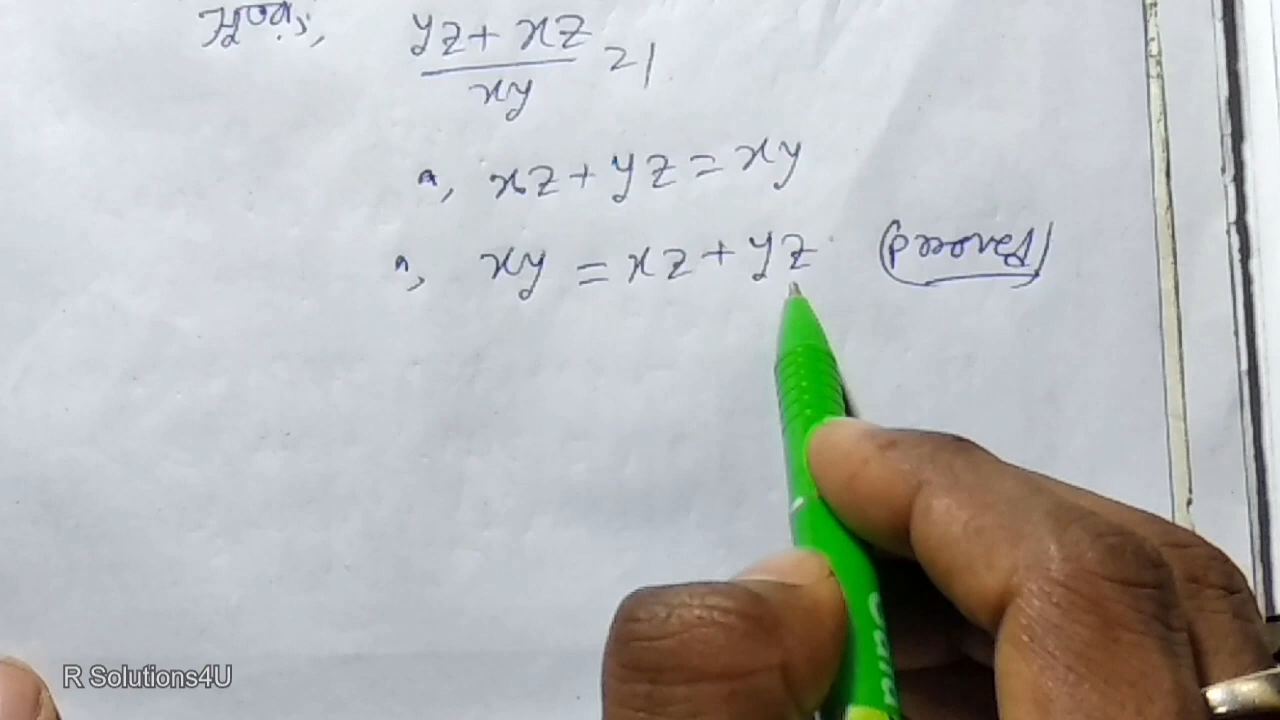 yz + xz
xy
= 1
xz + yz = xy
xy = xz + yz (Proved)
R Solutions4U